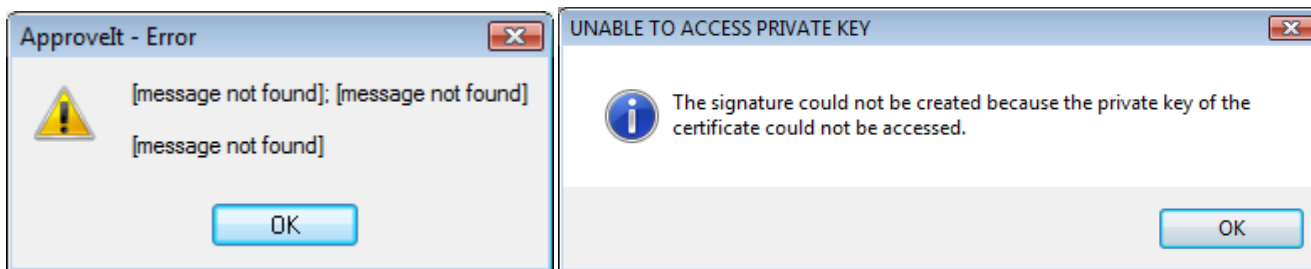 ApproveIt - Error
[message not found]; [message not found]
[message not found]
OK
UNABLE TO ACCESS PRIVATE KEY
The signature could not be created because the private key of the
certificate could not be accessed.
OK